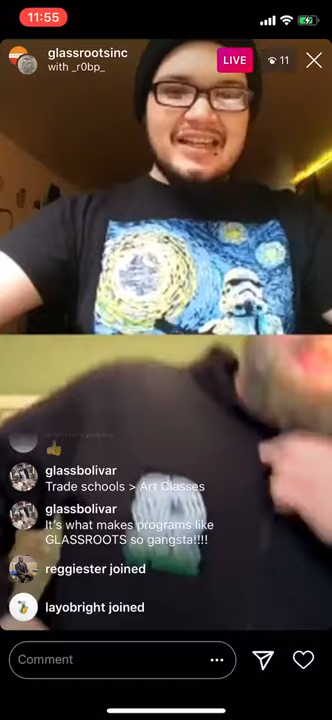 11:55
glassrootsinc
with _r0bp_
LIVE
11
glassbolivar
Trade schools > Art Classes
glassbolivar
It's what makes programs like
GLASSROOTS so gangsta!!!!
reggiester joined
layobright joined
Comment